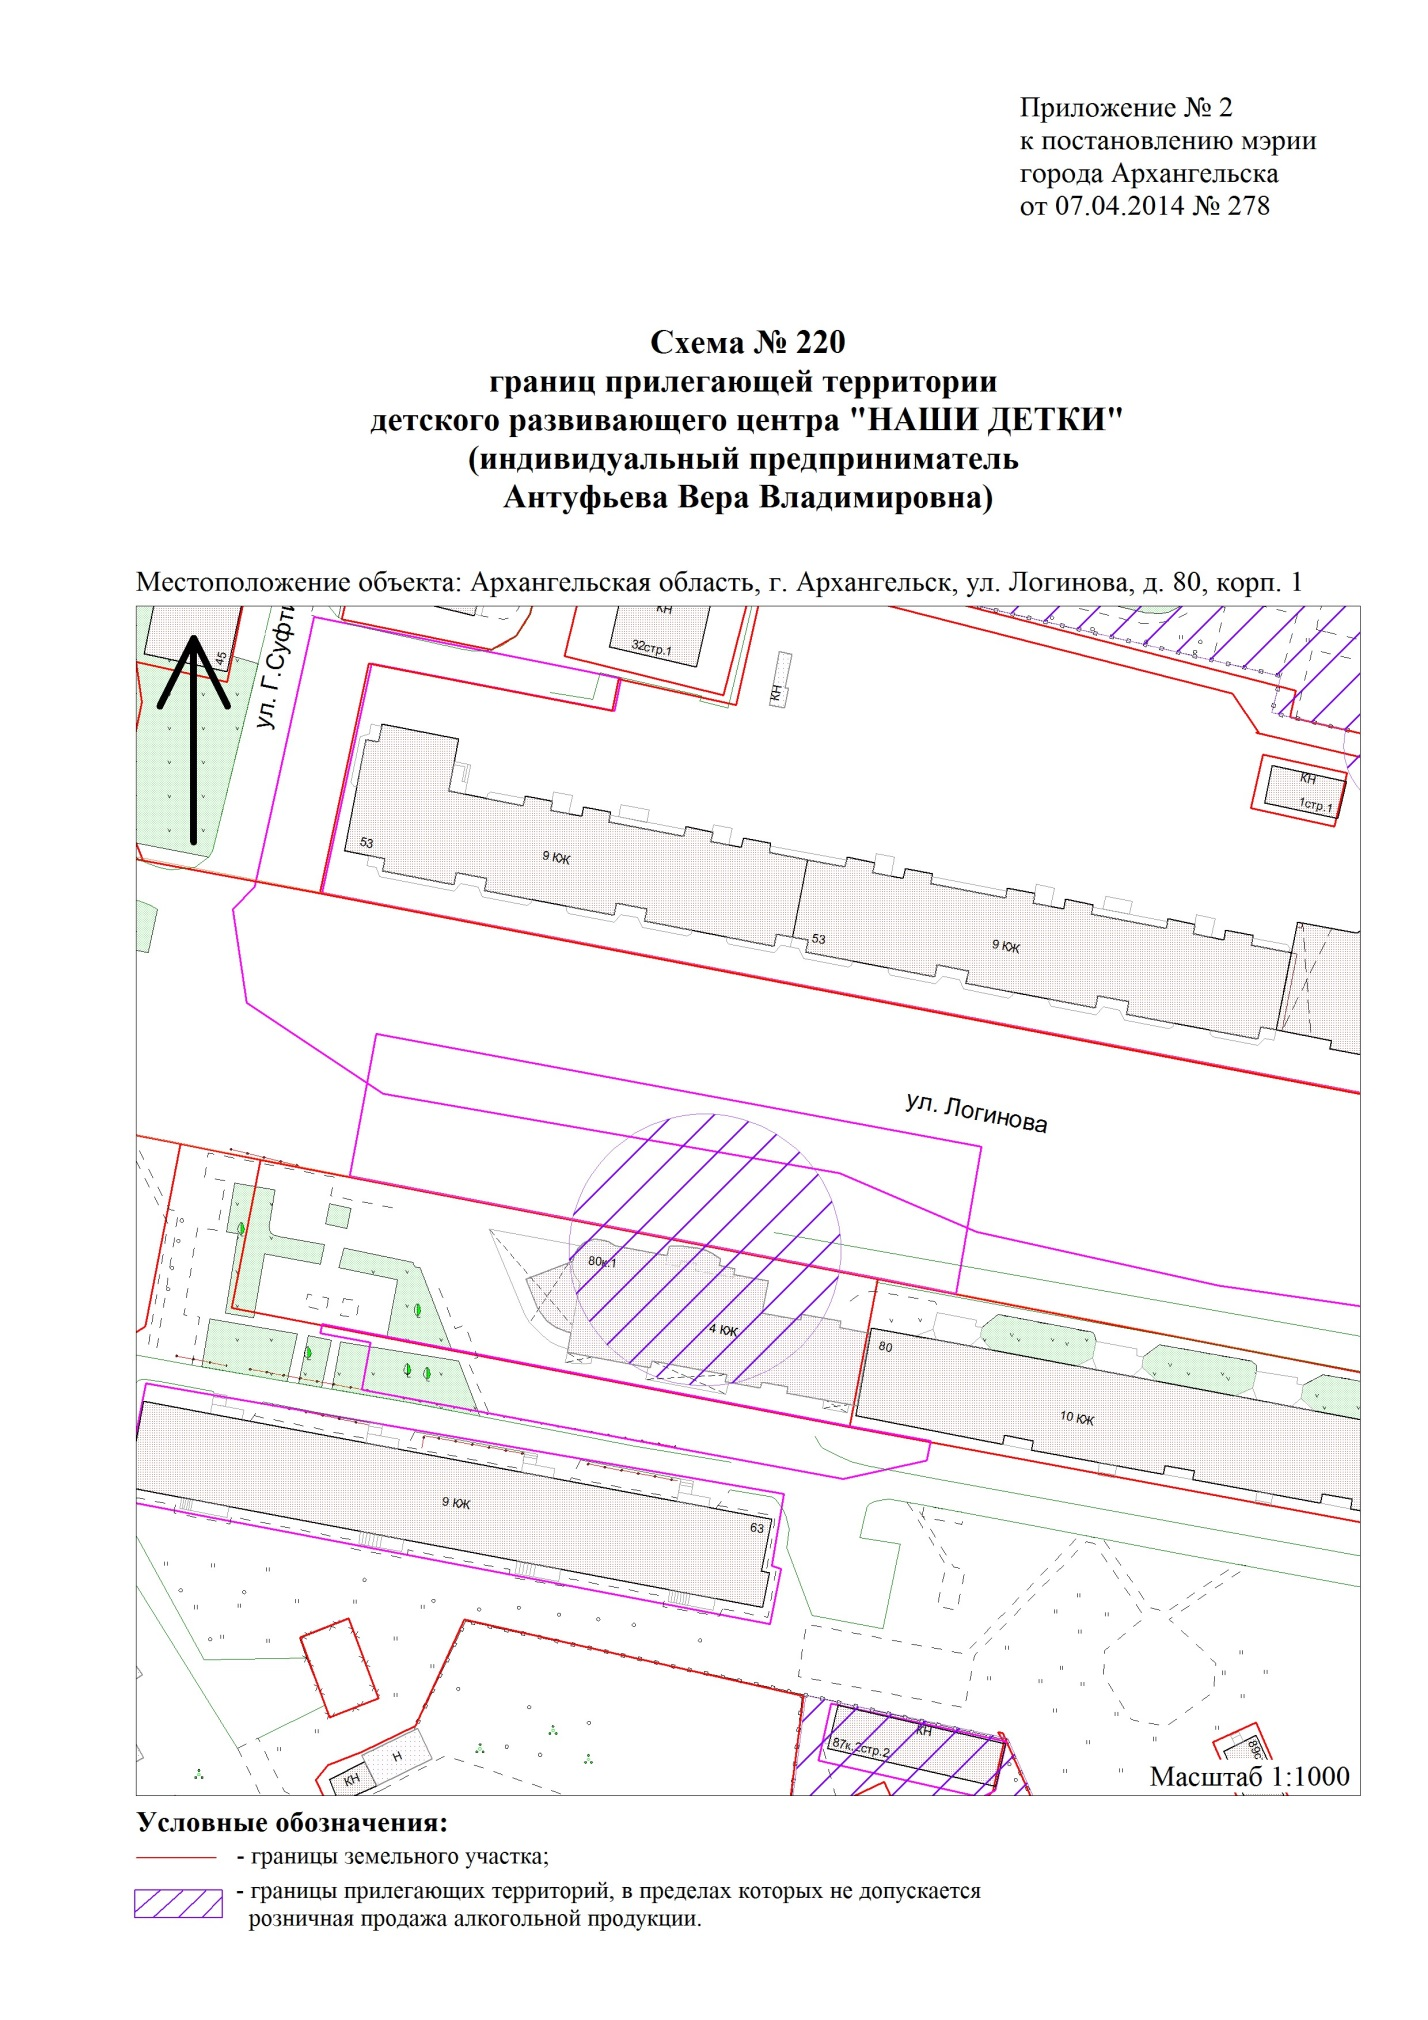 Приложение № 2
к постановлению мэрии
города Архангельска
от 07.04.2014 № 278
Схема № 220
границ прилегающей территории
детского развивающего центра "НАШИ ДЕТКИ"
(индивидуальный предприниматель
Антуфьева Вера Владимировна)
Местоположение объекта: Архангельская область, г. Архангельск, ул. Логинова, д. 80, корп. 1
45
ул. Г.Суфти
КН
32стр.1
КН
КН
1стр.1
53
9 КЖ
53
9 КЖ
ул. Логинова
80к.1
4 КЖ
80
10 КЖ
9 КЖ
63
КН
87к.2стр.2
Н
КН
89с
Масштаб 1:1000
Условные обозначения:
- границы земельного участка;
- границы прилегающих территорий, в пределах которых не допускается
розничная продажа алкогольной продукции.